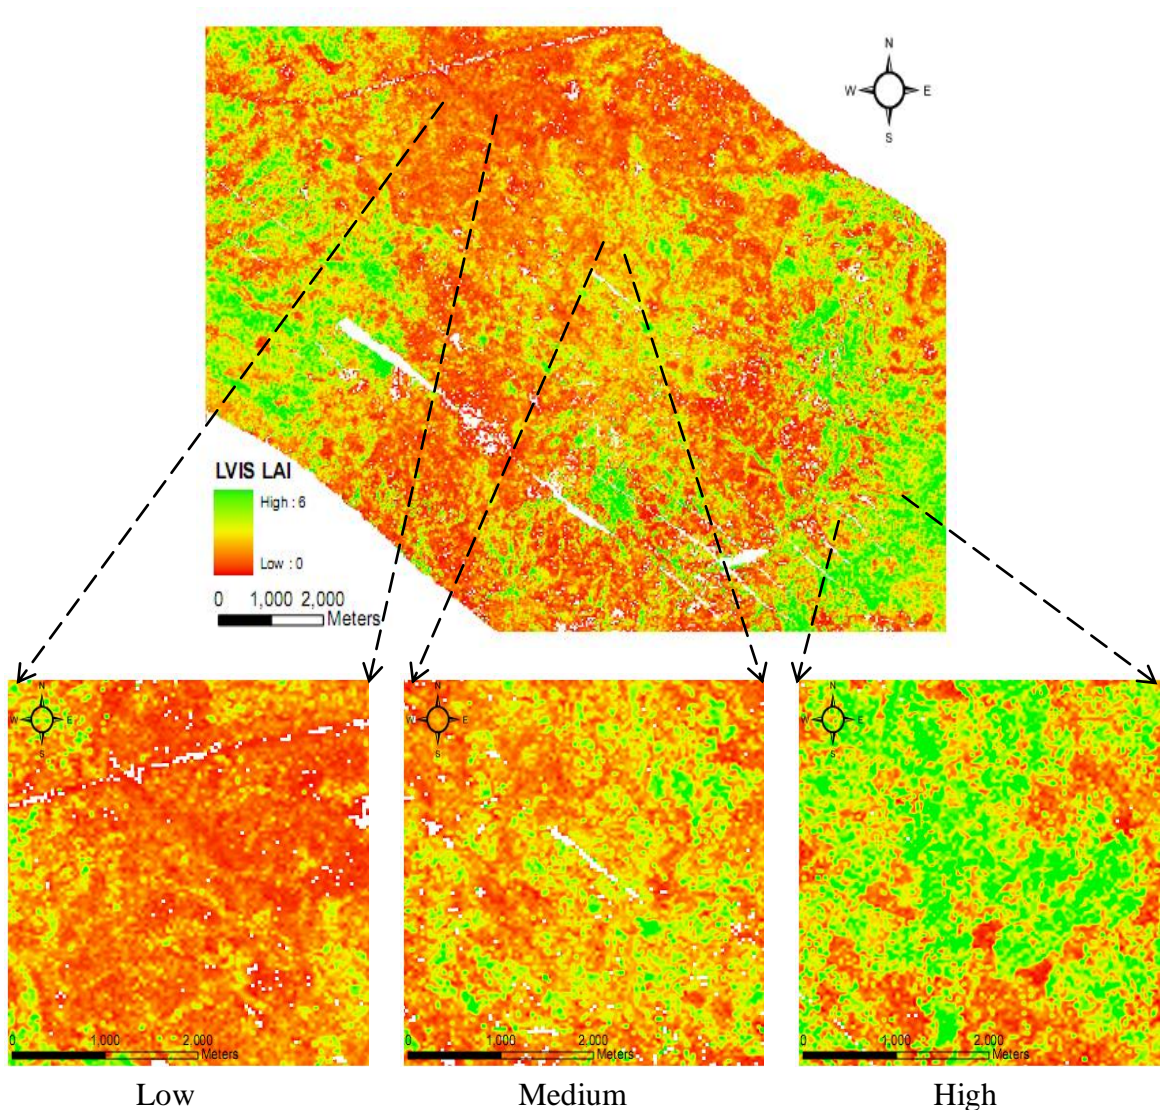 N
W E
S
LVIS LAI
High : 6
Low : 0
0 1,000 2,000
Meters
N
W E
S
N
W E
S
N
W E
S
0 1,000 2,000
Meters
0 1,000 2,000
Meters
0 1,000 2,000
Meters
Low Medium High